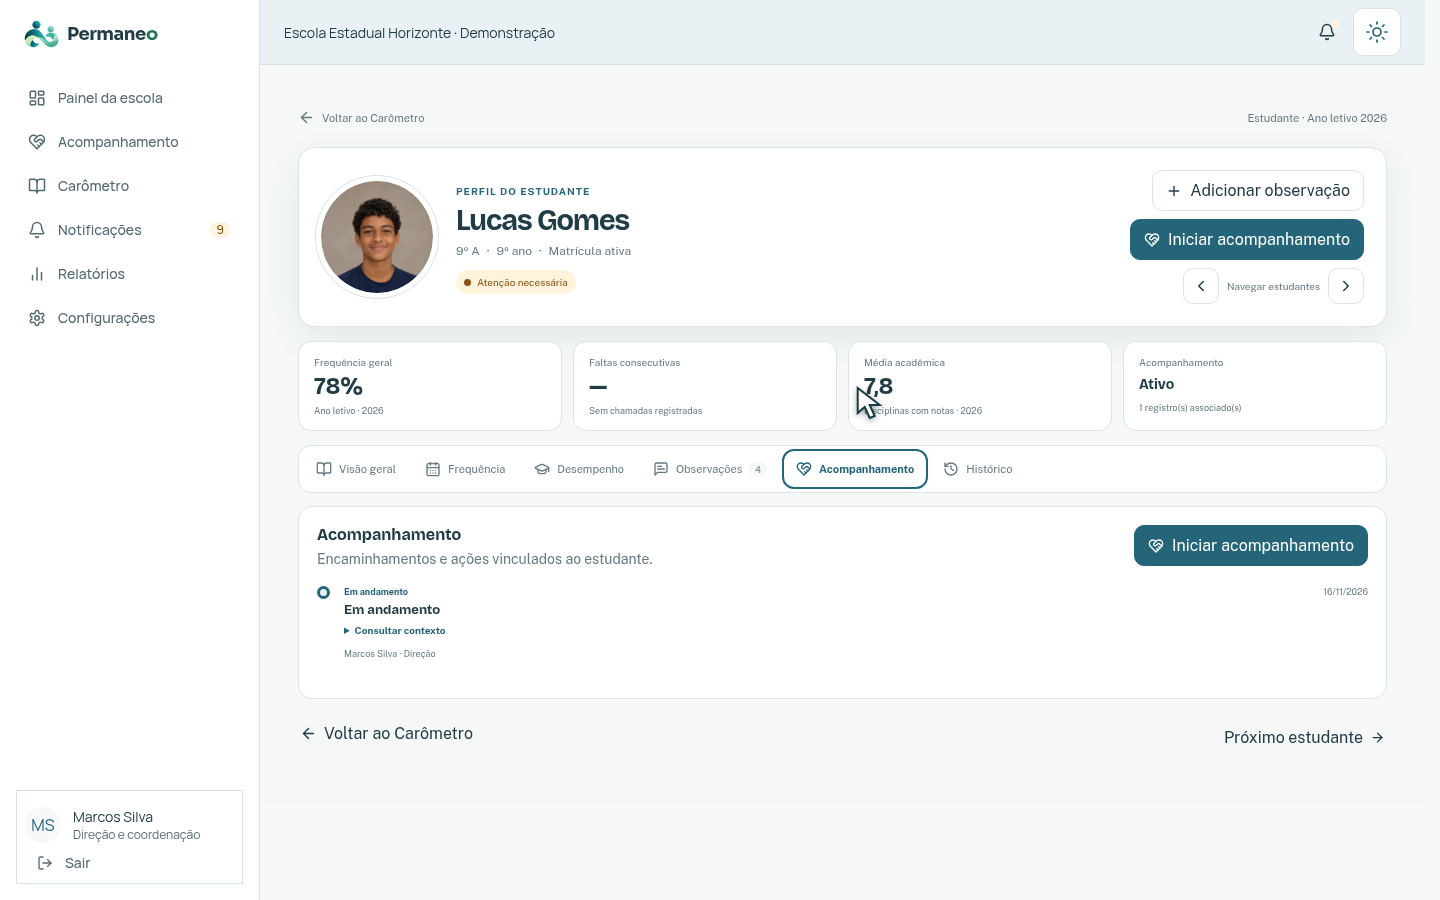 Permaneo
Painel da escola
Acompanhamento
Carômetro
Notificações 9
Relatórios
Configurações
MS
Marcos Silva
Direção e coordenação
Sair
Escola Estadual Horizonte · Demonstração
Voltar ao Carômetro
Estudante · Ano letivo 2026
PERFIL DO ESTUDANTE
Lucas Gomes
9º A · 9º ano · Matrícula ativa
Atenção necessária
Adicionar observação
Iniciar acompanhamento
Navegar estudantes
Frequência geral
78%
Ano letivo · 2026
Faltas consecutivas
—
Sem chamadas registradas
Média acadêmica
7,8
com notas · 2026
Acompanhamento
Ativo
1 registro(s) associado(s)
Visão geral
Frequência
Desempenho
Observações 4
Acompanhamento
Histórico
Acompanhamento
Encaminhamentos e ações vinculados ao estudante.
Iniciar acompanhamento
Em andamento
16/11/2026
Em andamento
Consultar contexto
Marcos Silva · Direção
Voltar ao Carômetro
Próximo estudante